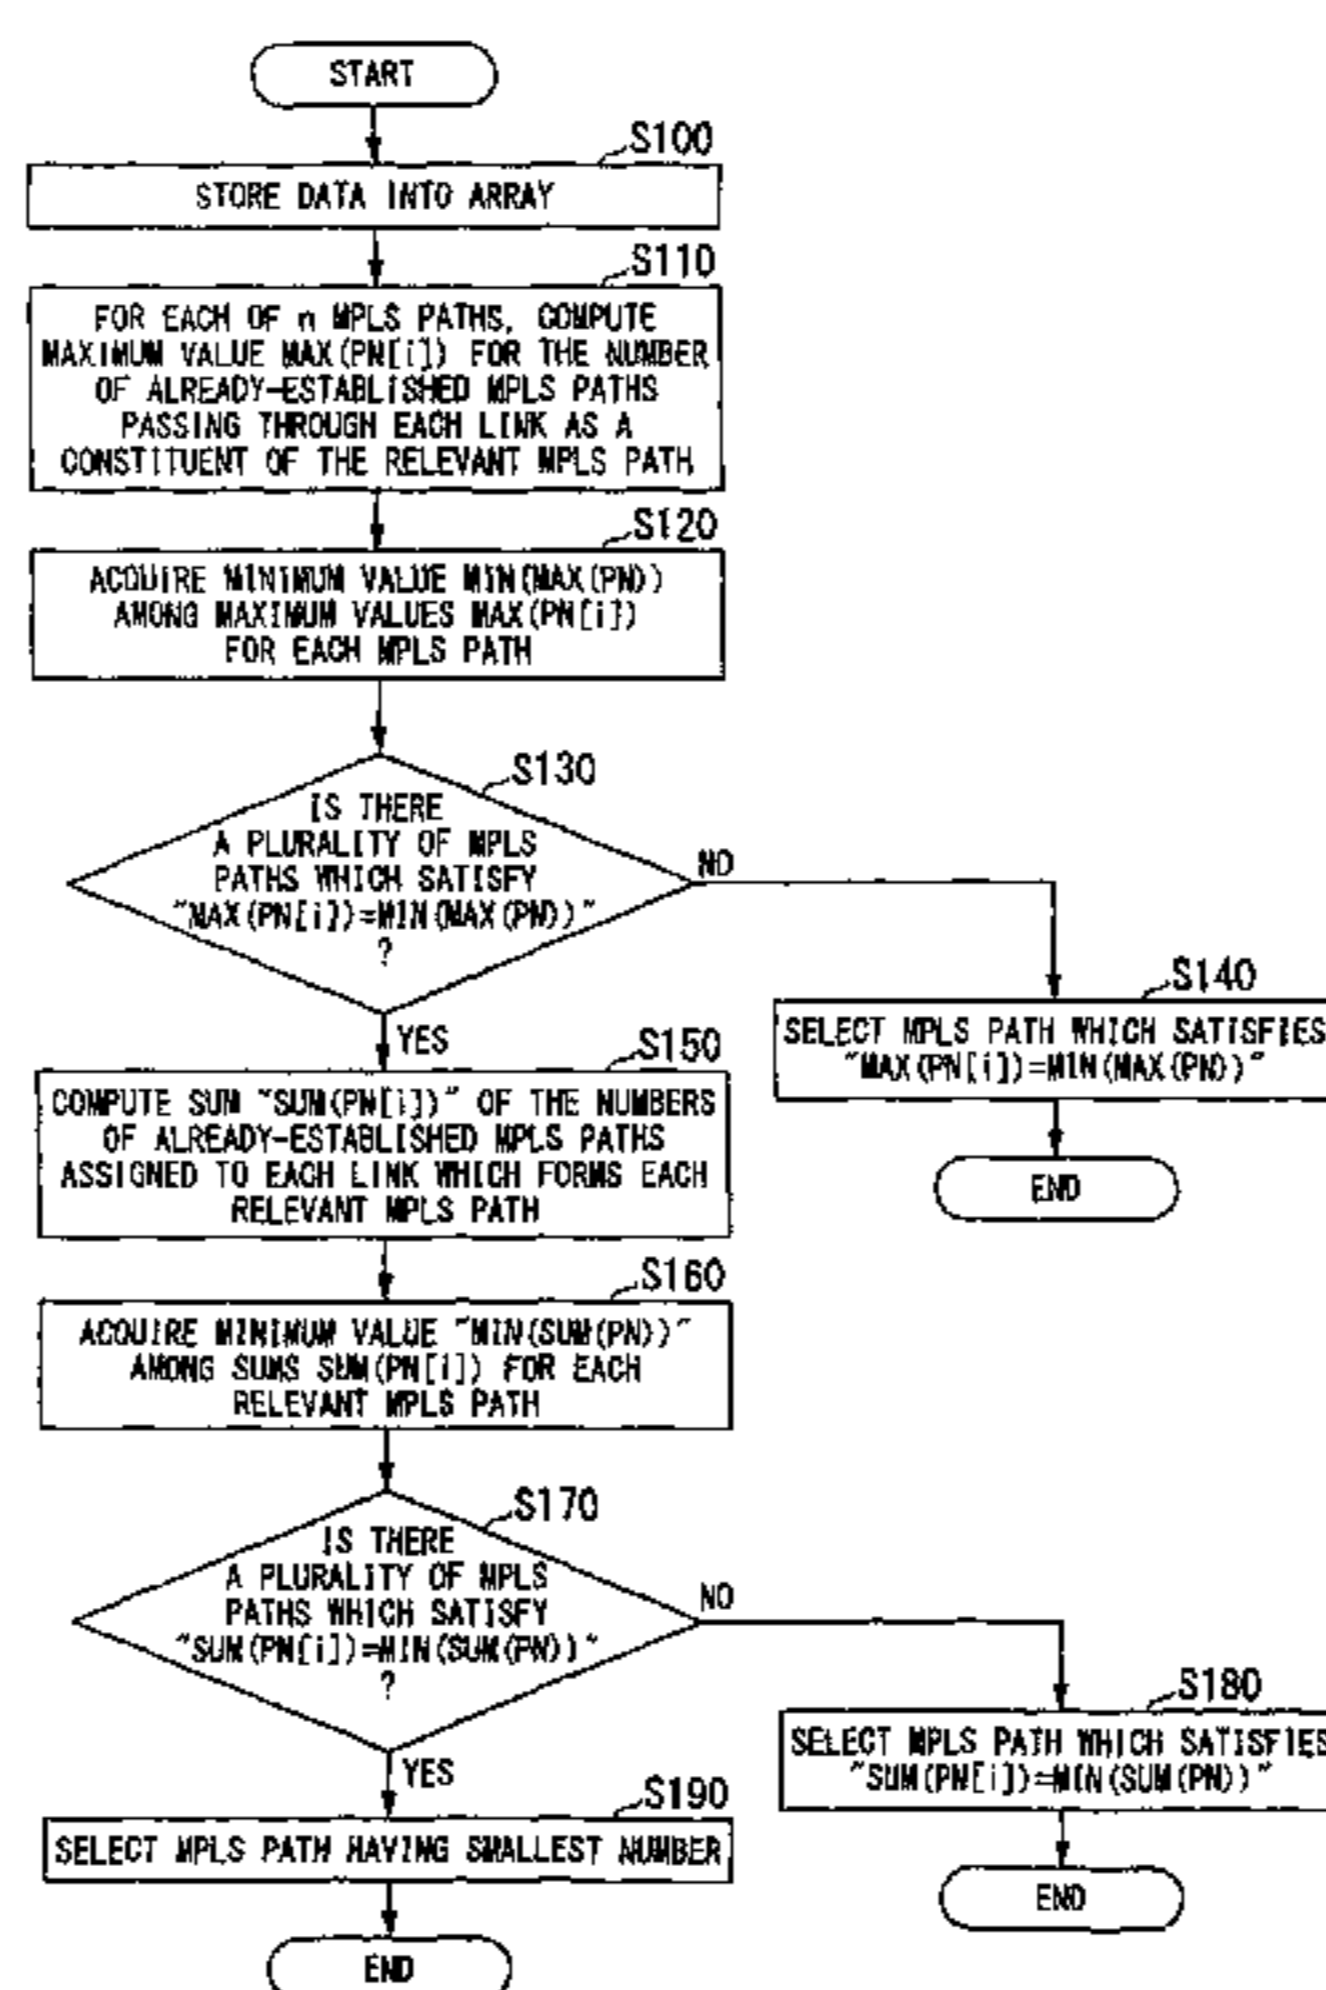 START
S100
STORE DATA INTO ARRAY
S110
FOR EACH OF n MPLS PATHS, COMPUTE
MAXIMUM VALUE MAX(PN[i]) FOR THE NUMBER
OF ALREADY-ESTABLISHED MPLS PATHS
PASSING THROUGH EACH LINK AS A
CONSTITUENT OF THE RELEVANT MPLS PATH
S120
ACQUIRE MINIMUM VALUE MIN(MAX(PN))
AMONG MAXIMUM VALUES MAX(PN[i])
FOR EACH MPLS PATH
S130
IS THERE
A PLURALITY OF MPLS
PATHS WHICH SATISFY
"MAX(PN[i])=MIN(MAX(PN))"
?
NO
S140
SELECT MPLS PATH WHICH SATISFIES
"MAX(PN[i])=MIN(MAX(PN))"
END
YES
S150
COMPUTE SUM "SUM(PN[i])" OF THE NUMBERS
OF ALREADY-ESTABLISHED MPLS PATHS
ASSIGNED TO EACH LINK WHICH FORMS EACH
RELEVANT MPLS PATH
S160
ACQUIRE MINIMUM VALUE "MIN(SUM(PN))"
AMONG SUMS SUM(PN[i]) FOR EACH
RELEVANT MPLS PATH
S170
IS THERE
A PLURALITY OF MPLS
PATHS WHICH SATISFY
"SUM(PN[i])=MIN(SUM(PN))"
?
NO
S180
SELECT MPLS PATH WHICH SATISFIES
"SUM(PN[i])=MIN(SUM(PN))"
END
YES
S190
SELECT MPLS PATH HAVING SMALLEST NUMBER
END